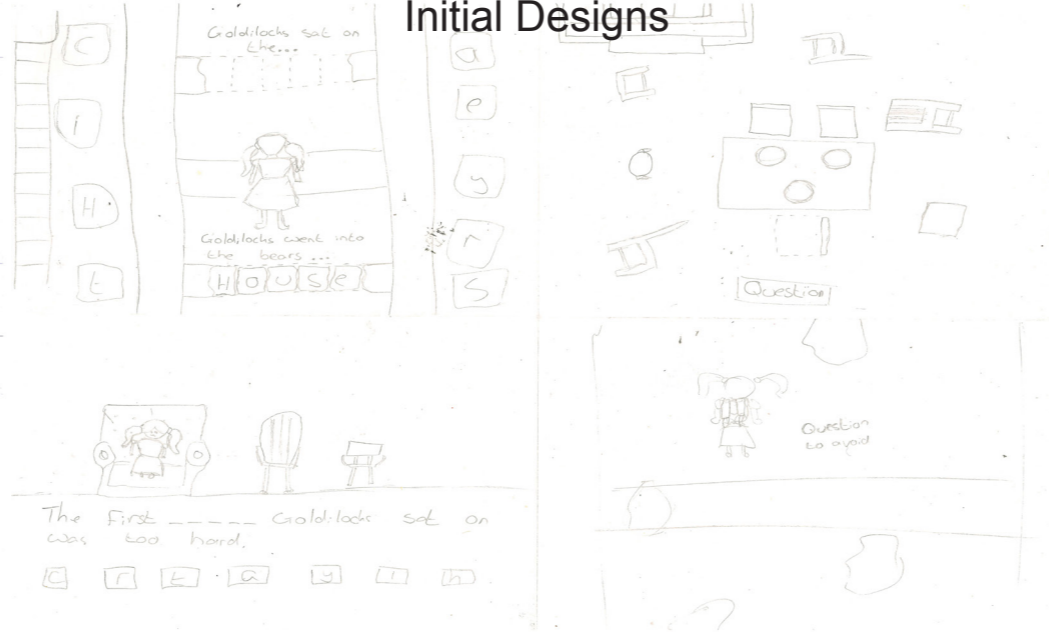 Initial Designs
Goldilocks sat on
the...
C
i
H
t
a
e
y
r
S
Goldilocks went into
the bears ...
HOUSe
Question
The First _ _ _ _ _ Goldilocks sat on
was too hard.
C r t a y i h
Question
to avoid